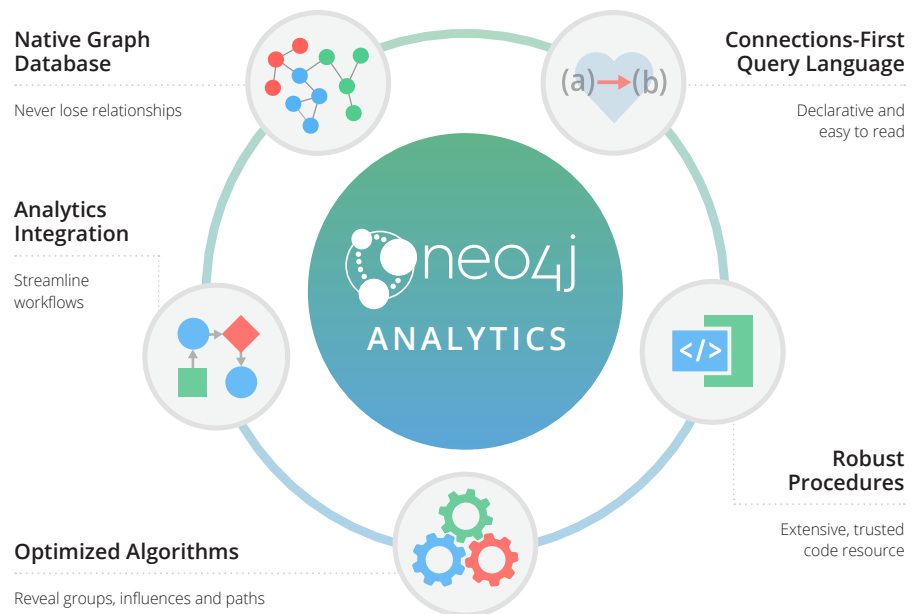 Native Graph
Database
Never lose relationships
Connections-First
Query Language
Declarative and
easy to read
(a) (b)
Analytics
Integration
Streamline
workflows
neo4j
ANALYTICS
</>
Robust
Procedures
Extensive, trusted
code resource
Optimized Algorithms
Reveal groups, influences and paths